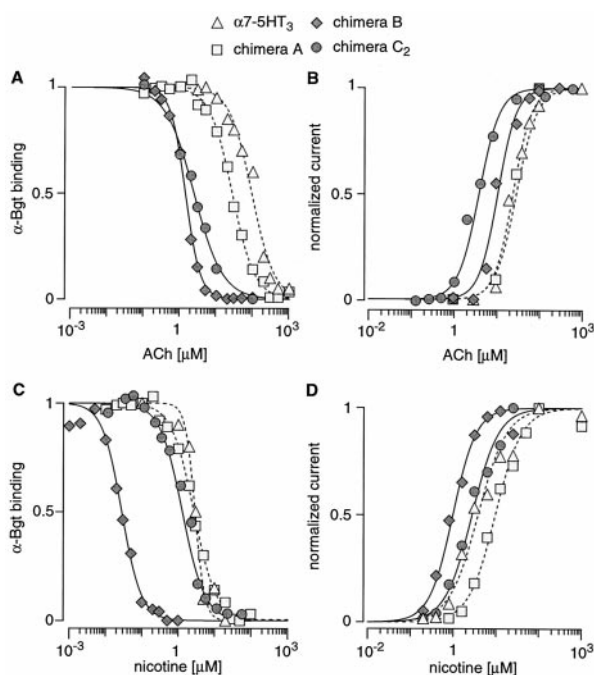 α7-5HT3 chimera B
chimera A chimera C2
A
α-Bgt binding
1
0.5
0
10-3 1 103
ACh [μM]
B
normalized current
1
0.5
0
10-2 1 103
ACh [μM]
C
α-Bgt binding
1
0.5
0
10-3 1 103
nicotine [μM]
D
normalized current
1
0.5
0
10-2 1 103
nicotine [μM]